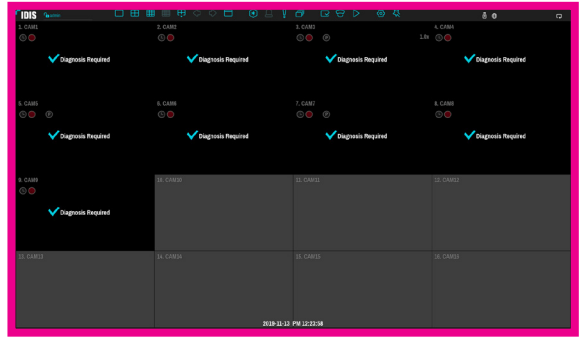 IDIS
1. CAM1
2. CAM2
3. CAM3
1.0x
4. CAM4
Diagnosis Required
Diagnosis Required
Diagnosis Required
Diagnosis Required
5. CAM5
6. CAM6
7. CAM7
8. CAM8
Diagnosis Required
Diagnosis Required
Diagnosis Required
Diagnosis Required
9. CAM9
10. CAM10
11. CAM11
12. CAM12
Diagnosis Required
13. CAM13
14. CAM14
15. CAM15
16. CAM16
2018-11-13 PM 12:23:58